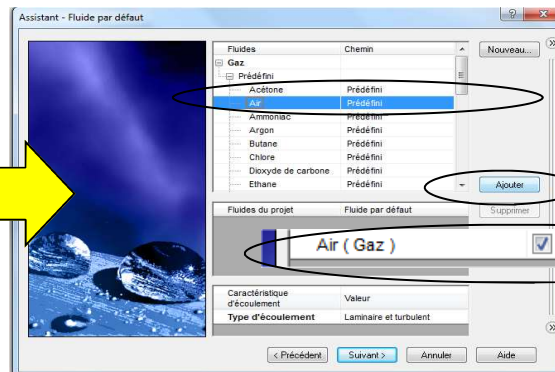 Assistant - Fluide par défaut
Fluides Chemin
Nouveau...
Gaz
Prédéfini
Acétone Prédéfini
Air Prédéfini
Ammoniac Prédéfini
Argon Prédéfini
Butane Prédéfini
Chlore Prédéfini
Dioxyde de carbone Prédéfini
Ethane Prédéfini
Ajouter
Fluides du projet Fluide par défaut
Supprimer
Air ( Gaz )
Caractéristique d'écoulement Valeur
Type d'écoulement Laminaire et turbulent
< Précédent Suivant > Annuler Aide